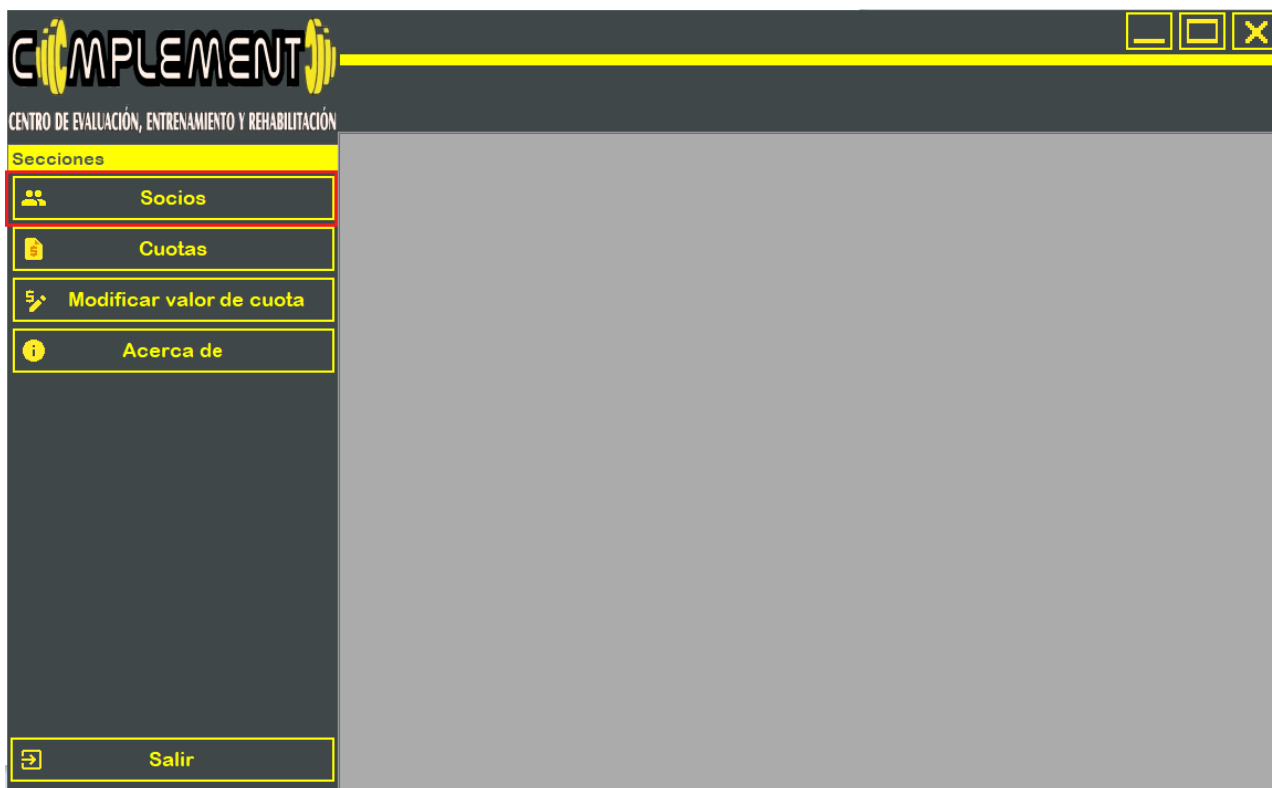 COMPLEMENTO
CENTRO DE EVALUACIÓN, ENTRENAMIENTO Y REHABILITACIÓN
Secciones
Socios
Cuotas
Modificar valor de cuota
Acerca de
Salir